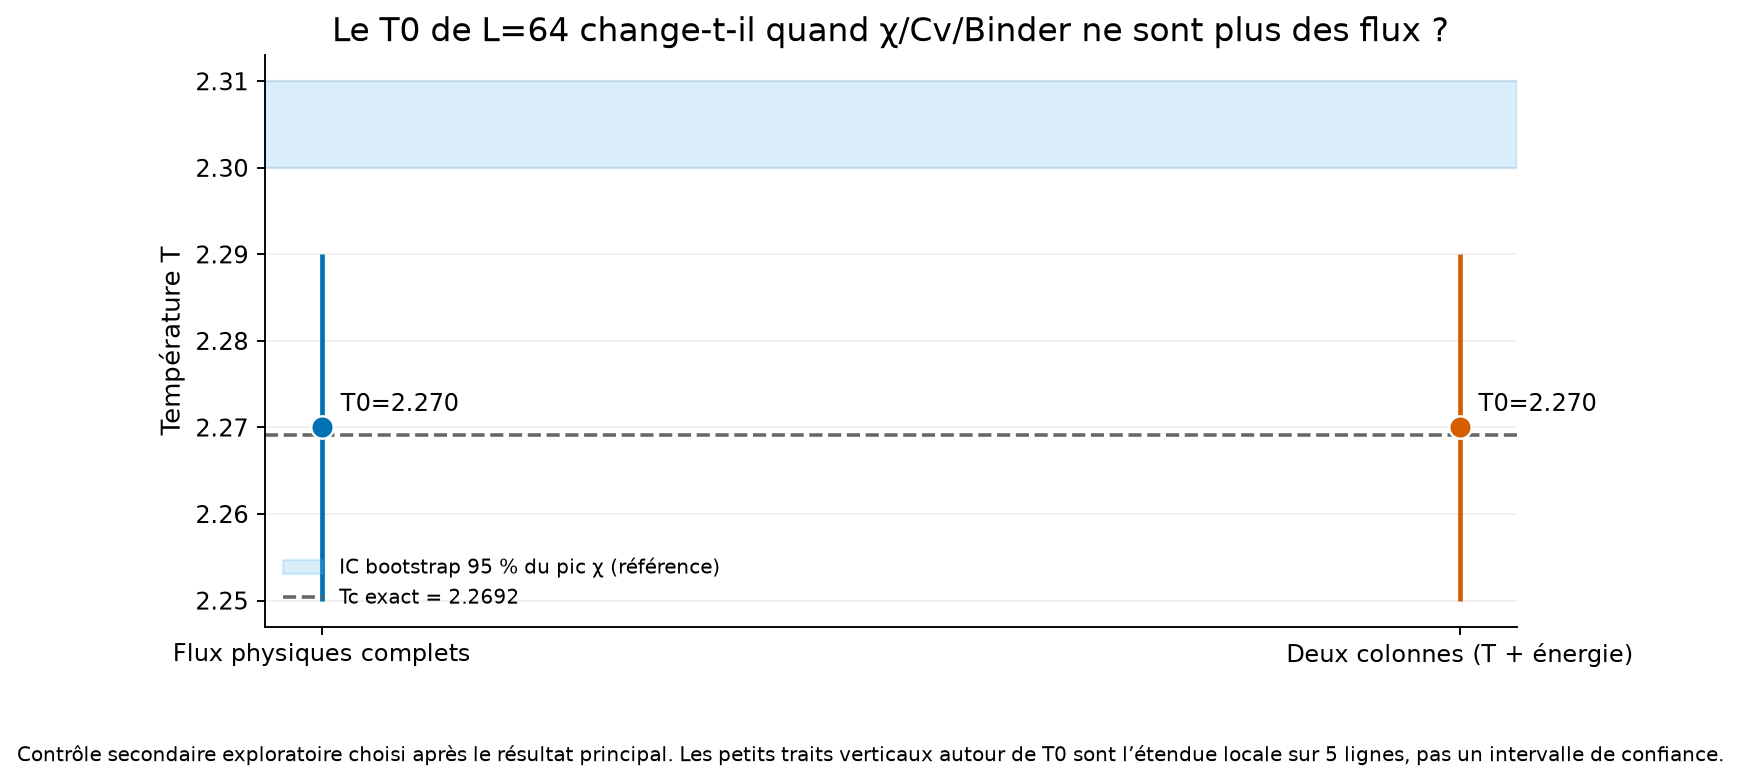 Le T0 de L=64 change-t-il quand χ/Cv/Binder ne sont plus des flux ?
Température T
2.31
2.30
2.29
2.28
2.27
2.26
2.25
T0=2.270
T0=2.270
IC bootstrap 95 % du pic χ (référence)
Tc exact = 2.2692
Flux physiques complets
Deux colonnes (T + énergie)
Contrôle secondaire exploratoire choisi après le résultat principal. Les petits traits verticaux autour de T0 sont l’étendue locale sur 5 lignes, pas un intervalle de confiance.